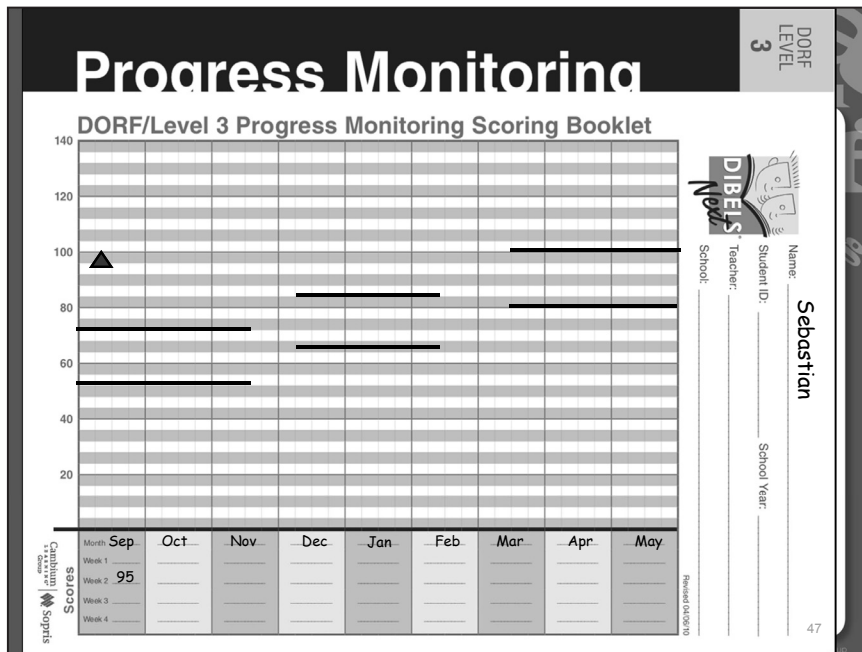 Progress Monitoring
DORF
LEVEL
3
DORF/Level 3 Progress Monitoring Scoring Booklet
140
120
100
80
60
40
20
Scores
Month Sep Oct Nov Dec Jan Feb Mar Apr May
Week 1
Week 2 95
Week 3
Week 4
DIBELS
Next
Name: Sebastian
Student ID:
School Year:
Teacher:
School:
Cambium
LEARNING
Group
Sopris
Revised 04/06/10
47